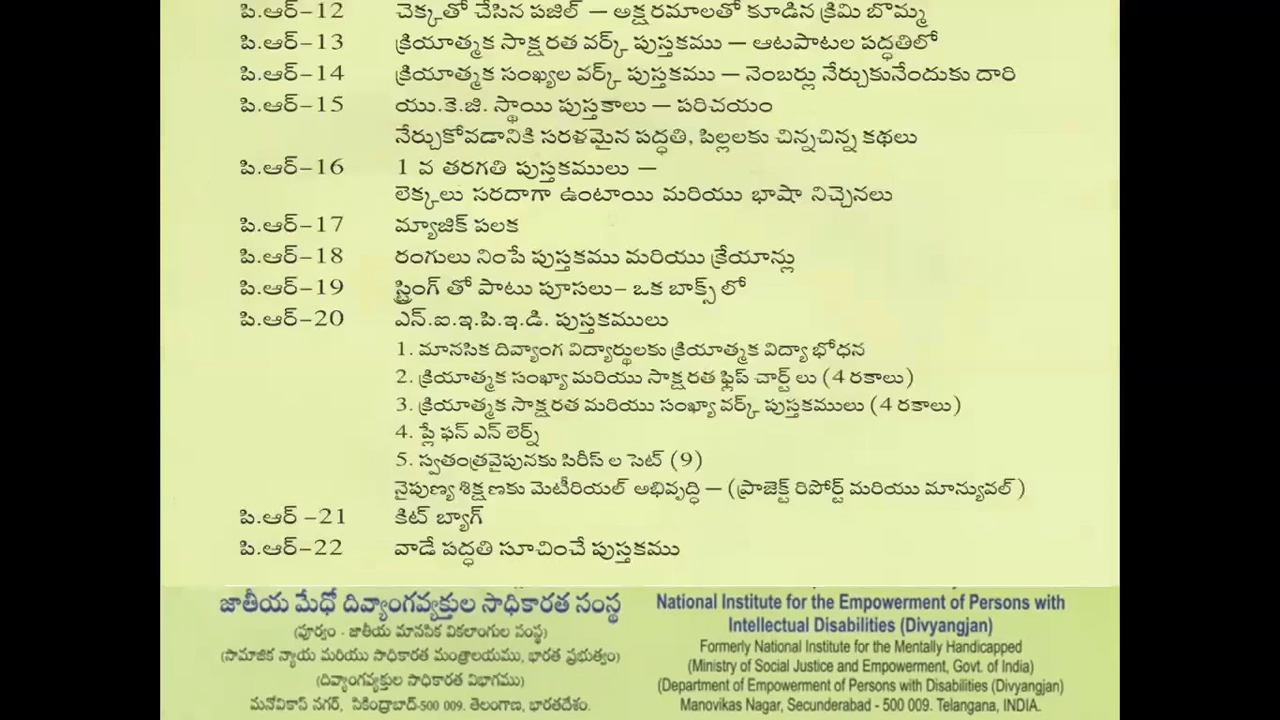 పి.ఆర్-12 చెక్కతో చేసిన పజిల్ – అక్షరమాలతో కూడిన క్రిమి బొమ్మ
పి.ఆర్-13 క్రియాత్మక సాక్షరత వర్క్ పుస్తకము – ఆటపాటల పద్ధతిలో
పి.ఆర్-14 క్రియాత్మక సంఖ్యల వర్క్ పుస్తకము – నెంబర్లు నేర్చుకునేందుకు దారి
పి.ఆర్-15 యు.కె.జి. స్థాయి పుస్తకాలు – పరిచయం
నేర్చుకోవడానికి సరళమైన పద్ధతి, పిల్లలకు చిన్నచిన్న కథలు
పి.ఆర్-16 1 వ తరగతి పుస్తకములు –
లెక్కలు సరదాగా ఉంటాయి మరియు భాషా నిచ్చెనలు
పి.ఆర్-17 మ్యాజిక్ పలక
పి.ఆర్-18 రంగులు నింపే పుస్తకము మరియు క్రేయాన్లు
పి.ఆర్-19 స్ట్రింగ్ తో పాటు పూసలు- ఒక బాక్స్ లో
పి.ఆర్-20 ఎన్.ఐ.ఇ.పి.ఇ.డి. పుస్తకములు
1. మానసిక దివ్యాంగ విద్యార్థులకు క్రియాత్మక విద్యా భోధన
2. క్రియాత్మక సంఖ్యా మరియు సాక్షరత ఫ్లిప్ చార్ట్ లు (4 రకాలు)
3. క్రియాత్మక సాక్షరత మరియు సంఖ్యా వర్క్ పుస్తకములు (4 రకాలు)
4. ప్లే ఫన్ ఎన్ లెర్న్
5. స్వతంత్రవైపునకు సిరీస్ ల సెట్ (9)
నైపుణ్య శిక్షణకు మెటీరియల్ అభివృద్ధి – (ప్రాజెక్ట్ రిపోర్ట్ మరియు మాన్యువల్)
పి.ఆర్ -21 కిట్ బ్యాగ్
పి.ఆర్-22 వాడే పద్ధతి సూచించే పుస్తకము
జాతీయ మేధో దివ్యాంగవ్యక్తుల సాధికారత సంస్థ
(పూర్వం - జాతీయ మానసిక వికలాంగుల సంస్థ)
(సామాజిక న్యాయ మరియు సాధికారత మంత్రాలయము, భారత ప్రభుత్వం)
(దివ్యాంగవ్యక్తుల సాధికారత విభాగము)
మనోవికాస్ నగర్, సికింద్రాబాద్-500 009. తెలంగాణ, భారతదేశం.
National Institute for the Empowerment of Persons with
Intellectual Disabilities (Divyangjan)
Formerly National Institute for the Mentally Handicapped
(Ministry of Social Justice and Empowerment, Govt. of India)
(Department of Empowerment of Persons with Disabilities (Divyangjan)
Manovikas Nagar, Secunderabad - 500 009. Telangana, INDIA.